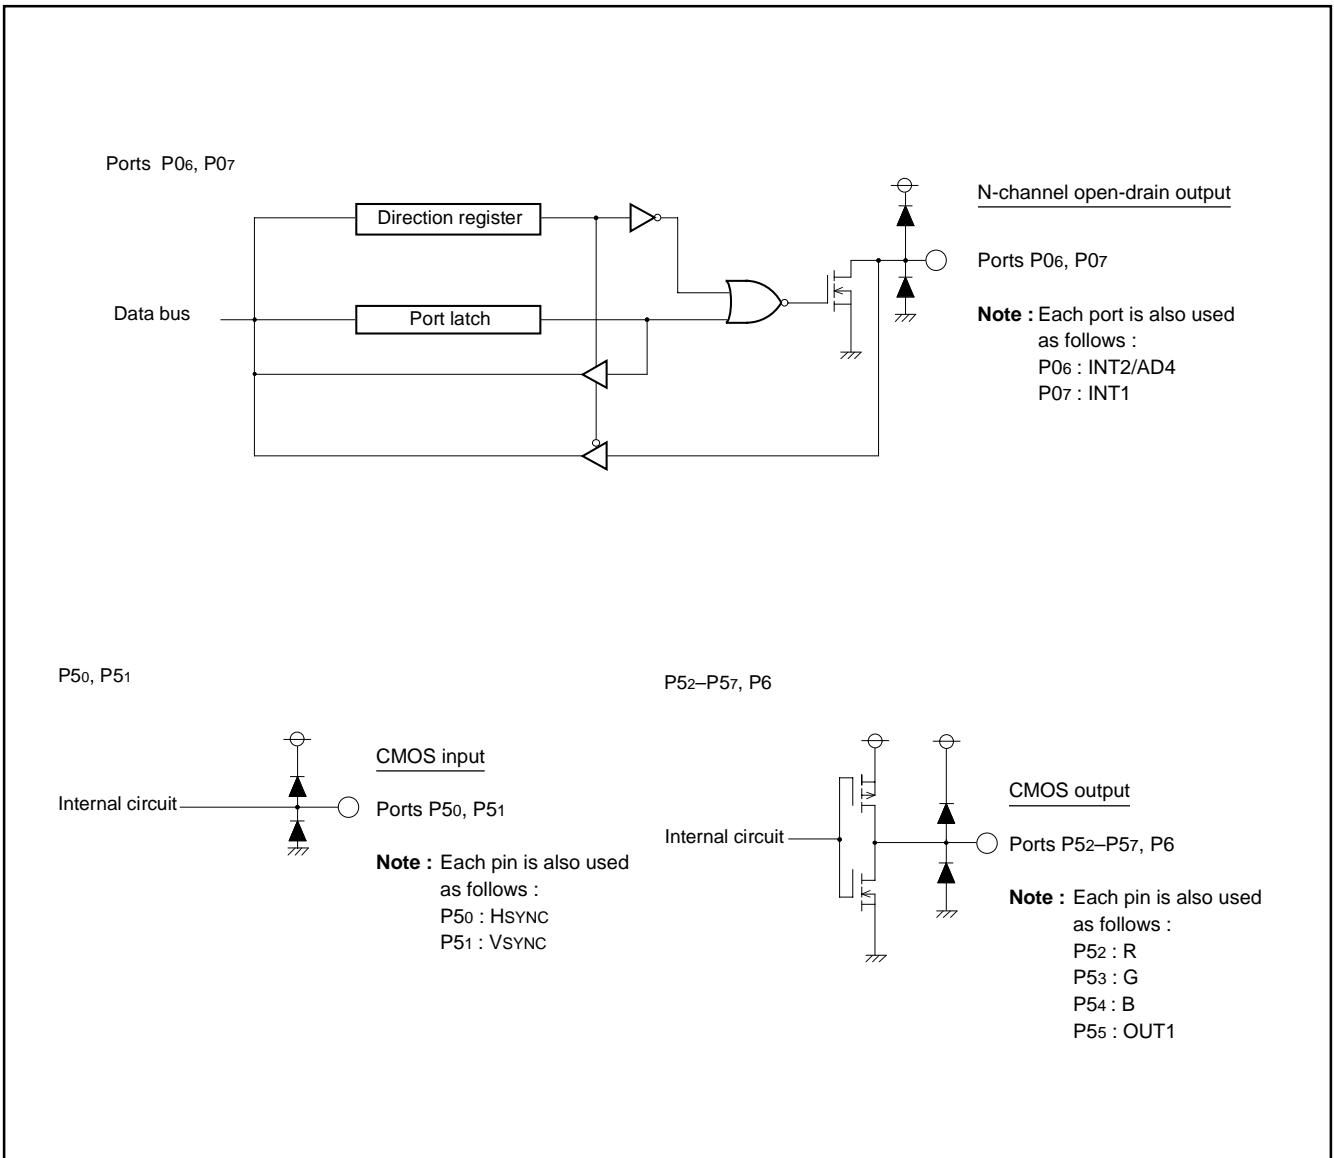 Ports P06, P07
Direction register
Data bus
Port latch
N-channel open-drain output
Ports P06, P07
Note : Each port is also used
as follows :
P06 : INT2/AD4
P07 : INT1
P50, P51
CMOS input
Internal circuit
Ports P50, P51
Note : Each pin is also used
as follows :
P50 : HSYNC
P51 : VSYNC
P52–P57, P6
CMOS output
Internal circuit
Ports P52–P57, P6
Note : Each pin is also used
as follows :
P52 : R
P53 : G
P54 : B
P55 : OUT1